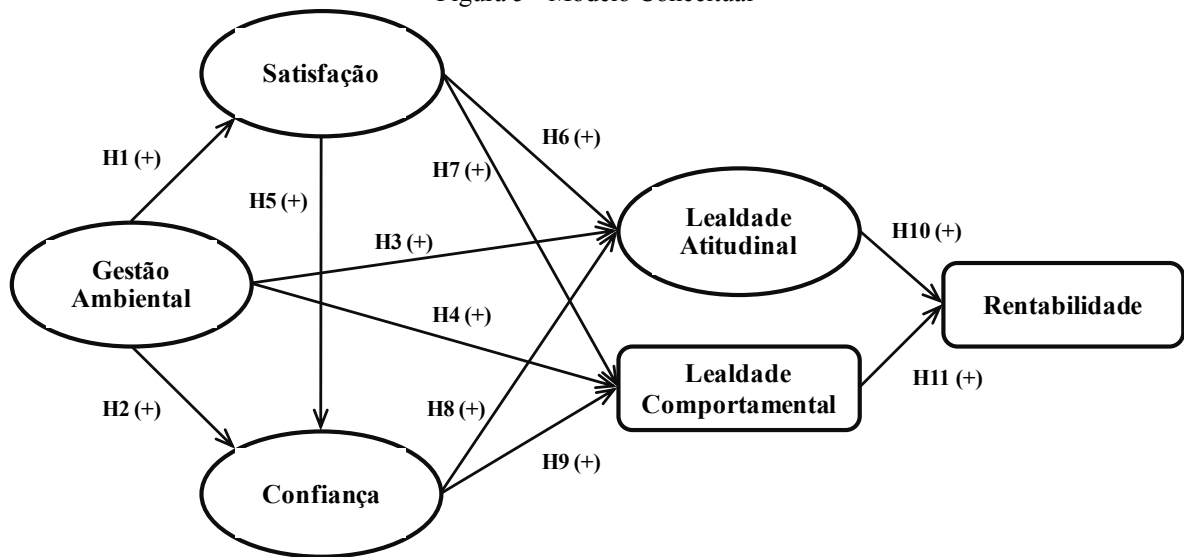 Figura 3 - Modelo Conceitual
Satisfação
H1 (+)
H6 (+)
H7 (+)
H5 (+)
Lealdade
Atitudinal
H3 (+)
H10 (+)
Gestão
Ambiental
Rentabilidade
H4 (+)
Lealdade
Comportamental
H11 (+)
H2 (+)
H8 (+)
H9 (+)
Confiança